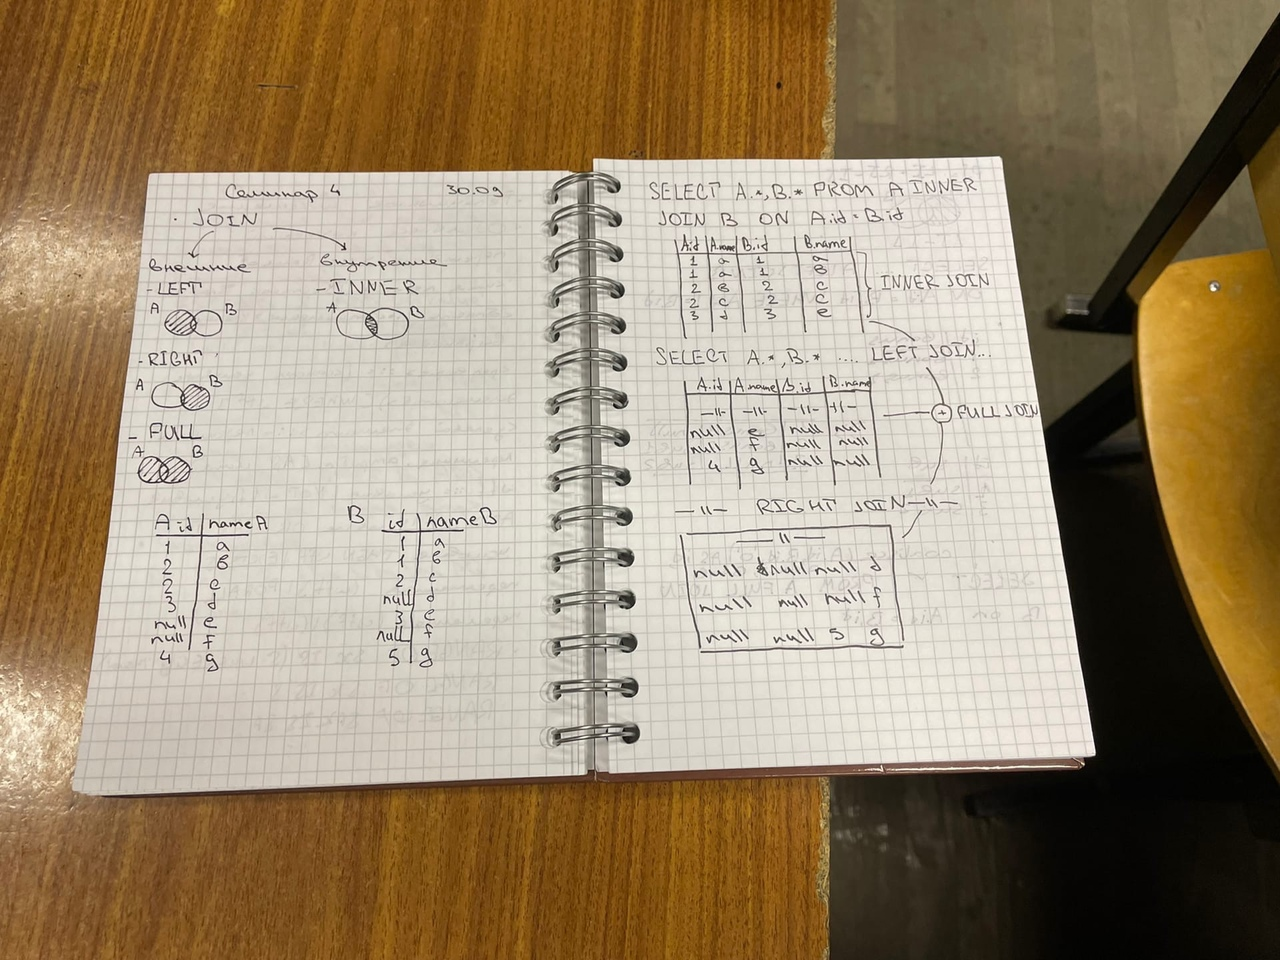 Семинар 4 30.09
· JOIN
внешние внутрение
- LEFT - INNER
A B A B
- RIGHT
A B
- FULL
A B
A id name A
1 a
2 в
2 c
3 d
null e
null f
4 g
B id name B
1 a
1 в
2 c
null d
3 e
null f
5 g
SELECT A.*, B.* FROM A INNER
JOIN B ON A.id = B.id
A.id A.name B.id B.name
1 a 1 a
1 a 1 в
2 в 2 c
2 c 2 c
3 d 3 e
INNER JOIN
SELECT A.*, B.* .... LEFT JOIN...
A.id A.name B.id B.name
-||- -||- -||- -||-
null e null null
null f null null
4 g null null
+ FULL JOIN
-||- RIGHT JOIN -||-
-||-
null null null d
null null null f
null null 5 g